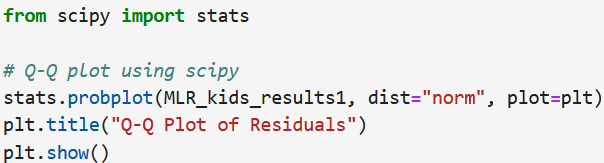 from scipy import stats
# Q-Q plot using scipy
stats.probplot(MLR_kids_results1, dist="norm", plot=plt)
plt.title("Q-Q Plot of Residuals")
plt.show()